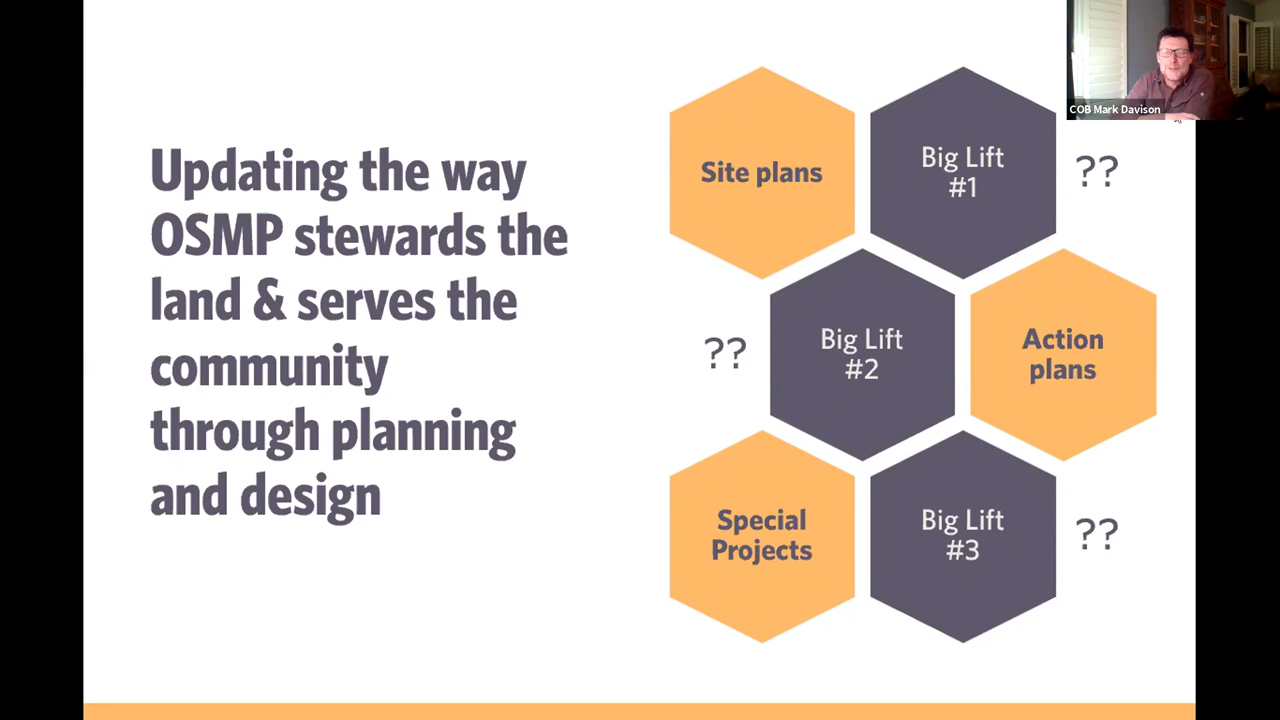 Updating the way
OSMP stewards the
land & serves the
community
through planning
and design
Site plans
Big Lift
#1
??
??
Big Lift
#2
Action
plans
Special
Projects
Big Lift
#3
??
COB Mark Davison